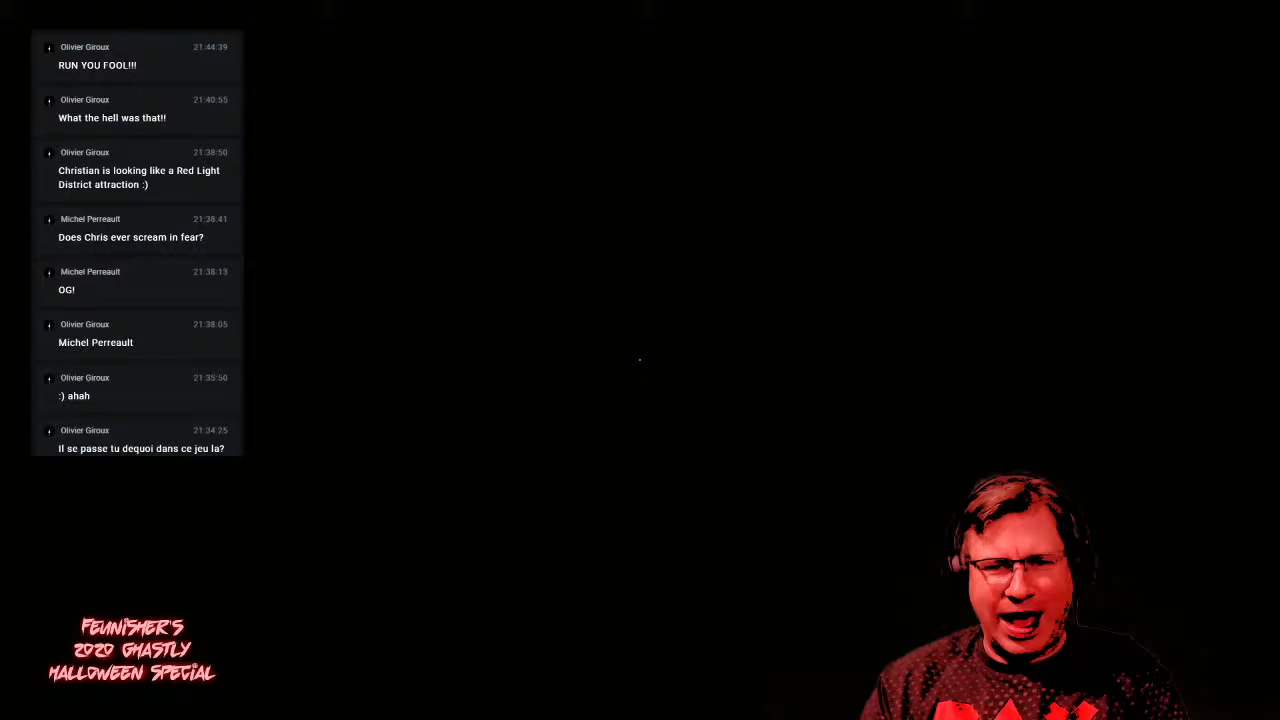 Olivier Giroux 21:44:39
RUN YOU FOOL!!!
Olivier Giroux 21:40:55
What the hell was that!!
Olivier Giroux 21:38:50
Christian is looking like a Red Light
District attraction :)
Michel Perreault 21:38:41
Does Chris ever scream in fear?
Michel Perreault 21:38:13
OG!
Olivier Giroux 21:38:05
Michel Perreault
Olivier Giroux 21:35:50
:) ahah
Olivier Giroux 21:34:25
Il se passe tu dequoi dans ce jeu la?
FEUNISHER'S
2020 GHASTLY
HALLOWEEN SPECIAL